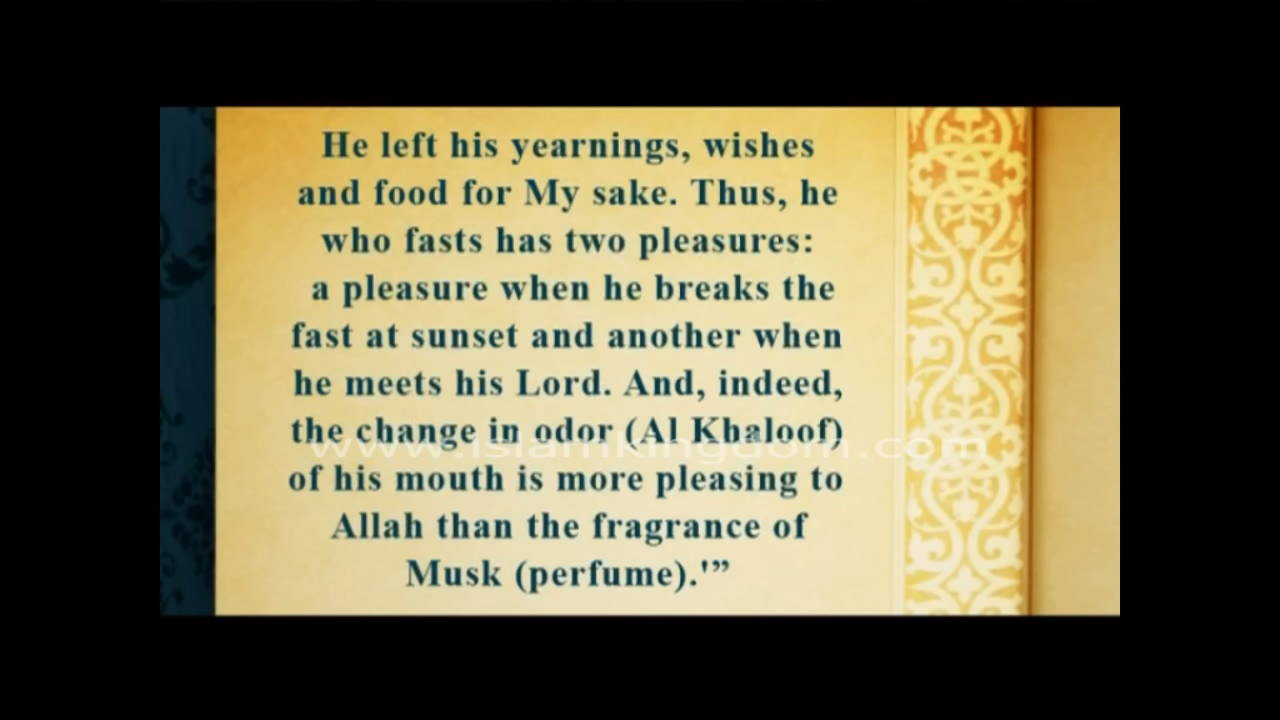 He left his yearnings, wishes
and food for My sake. Thus, he
who fasts has two pleasures:
a pleasure when he breaks the
fast at sunset and another when
he meets his Lord. And, indeed,
the change in odor (Al Khaloof)
www.islamkingdom.com
of his mouth is more pleasing to
Allah than the fragrance of
Musk (perfume).'”